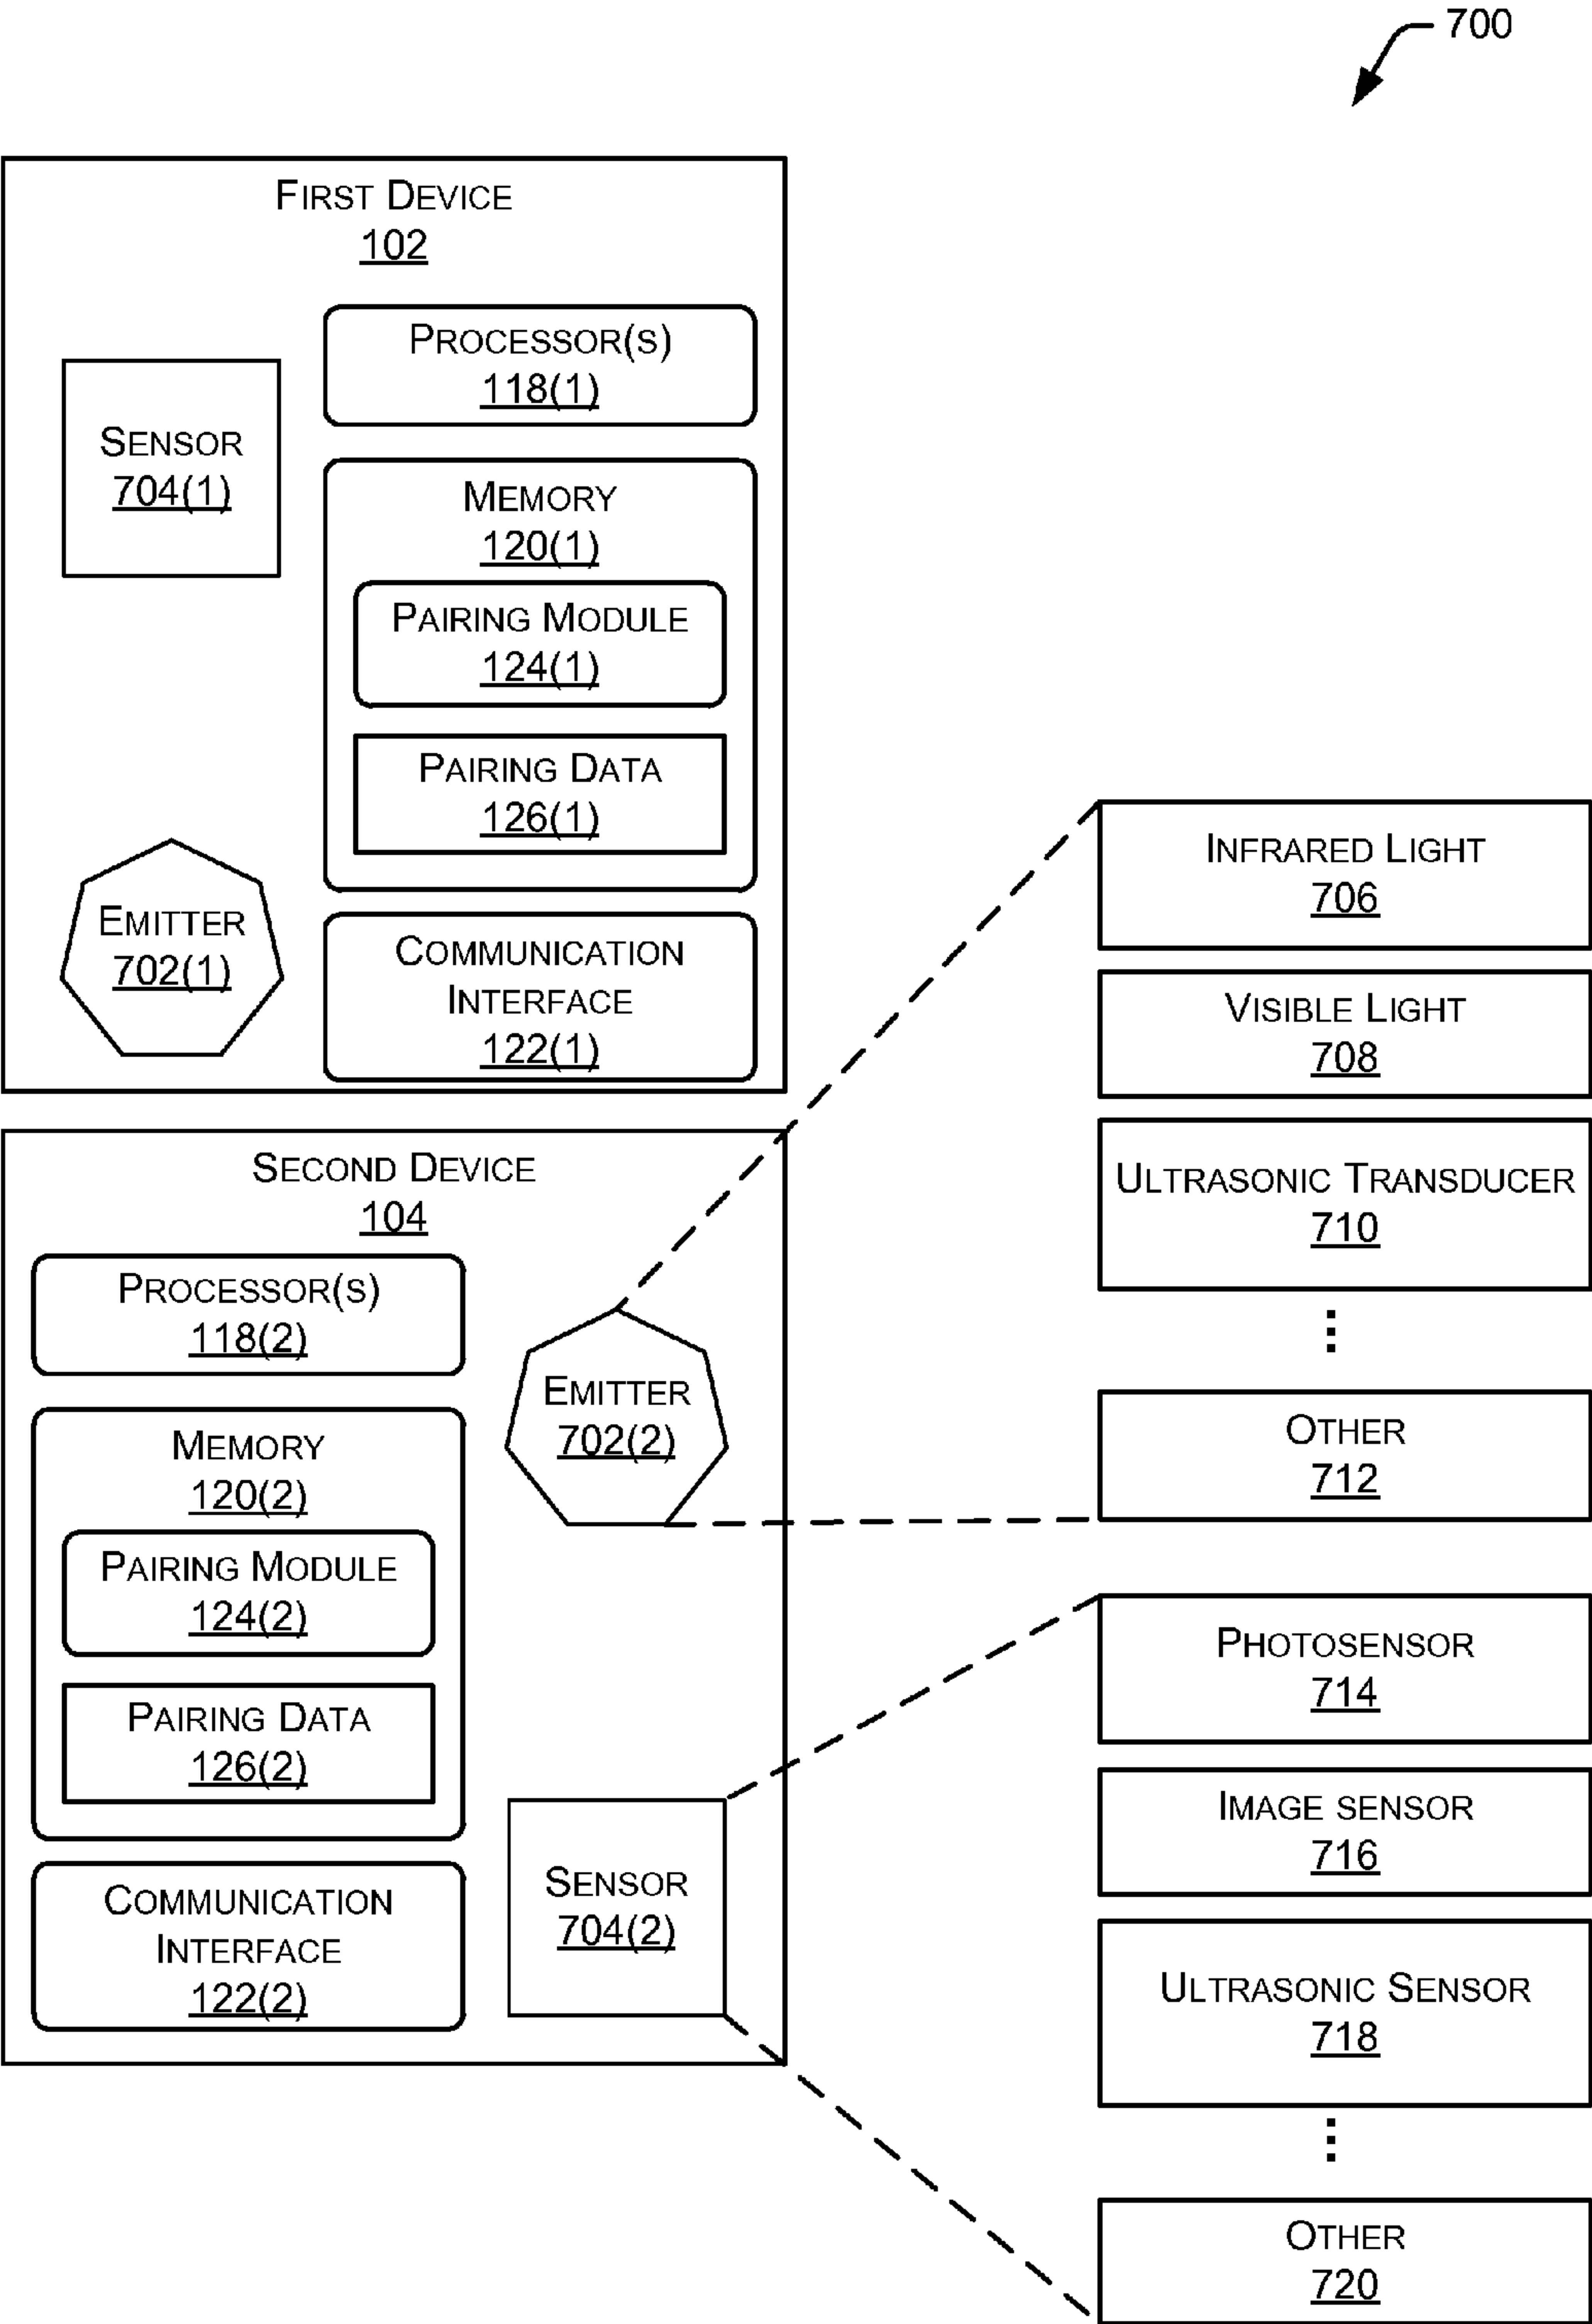 700
First Device
102
Processor(s)
118(1)
Sensor
704(1)
Memory
120(1)
Pairing Module
124(1)
Pairing Data
126(1)
Emitter
702(1)
Communication
Interface
122(1)
Second Device
104
Processor(s)
118(2)
Emitter
702(2)
Memory
120(2)
Pairing Module
124(2)
Pairing Data
126(2)
Communication
Interface
122(2)
Sensor
704(2)
Infrared Light
706
Visible Light
708
Ultrasonic Transducer
710
Other
712
Photosensor
714
Image sensor
716
Ultrasonic Sensor
718
Other
720